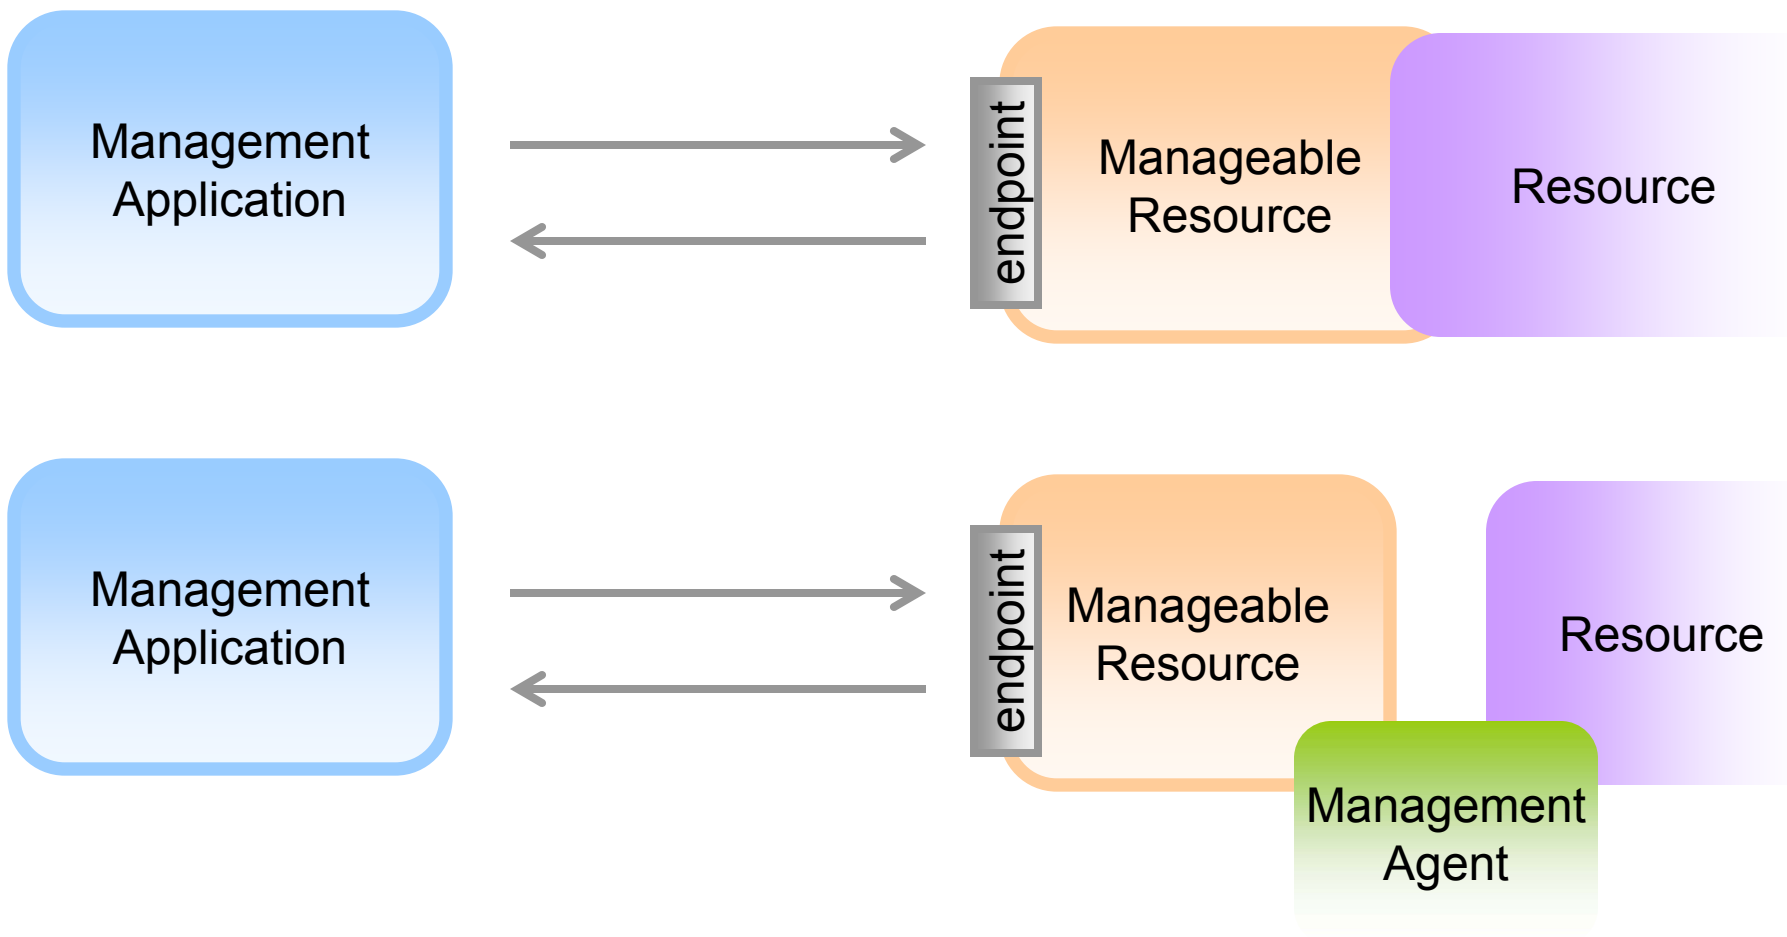 Management
Application
endpoint
Manageable
Resource
Resource
Management
Application
endpoint
Manageable
Resource
Resource
Management
Agent